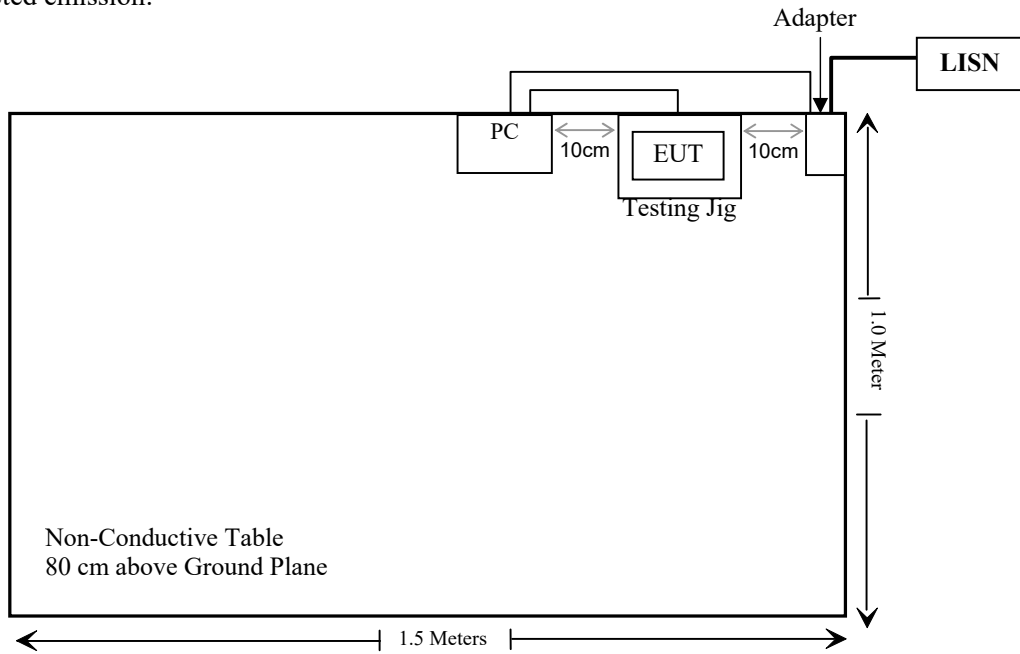 emission:
Adapter
LISN
PC
10cm
EUT
10cm
Testing Jig
1.0 Meter
Non-Conductive Table
80 cm above Ground Plane
1.5 Meters